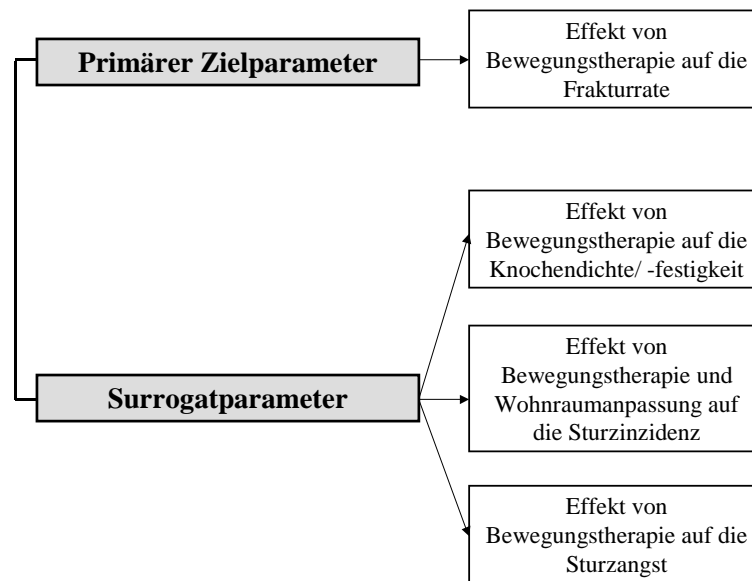 Primärer Zielparameter
Effekt von
Bewegungstherapie auf die
Frakturrate
Effekt von
Bewegungstherapie auf die
Knochendichte/ -festigkeit
Surrogatparameter
Effekt von
Bewegungstherapie und
Wohnraumanpassung auf
die Sturzinzidenz
Effekt von
Bewegungstherapie auf die
Sturzangst